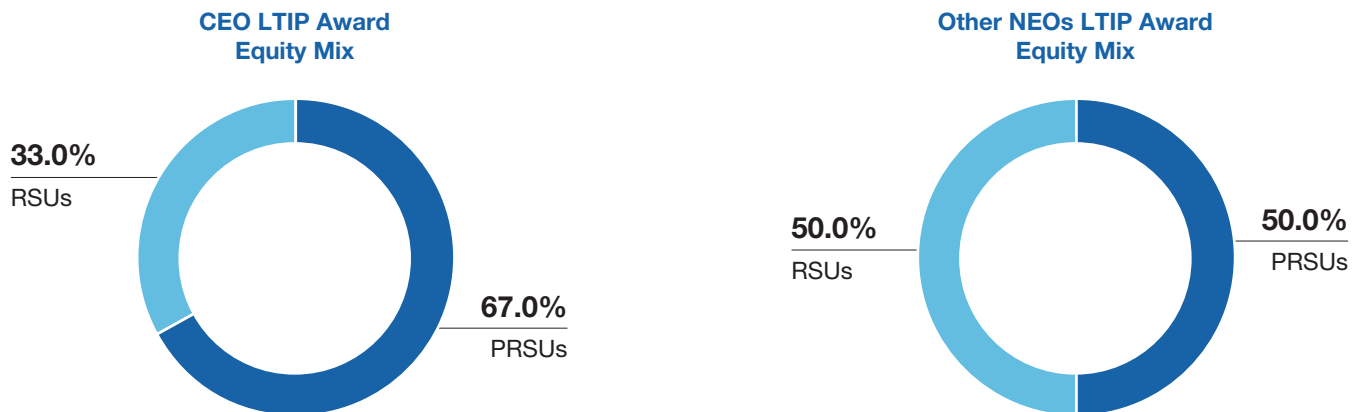 CEO LTIP Award
Equity Mix
33.0%
RSUs
67.0%
PRSUs
Other NEOs LTIP Award
Equity Mix
50.0%
RSUs
50.0%
PRSUs